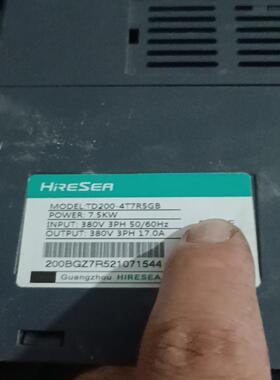 HIRESEA
MODEL:TD200-4T7R5GB
POWER: 7.5KW
INPUT: 380V 3PH 50/60Hz
OUTPUT: 380V 3PH 17.0A
200BGZ7R521071544
Guangzhou HIRESEA